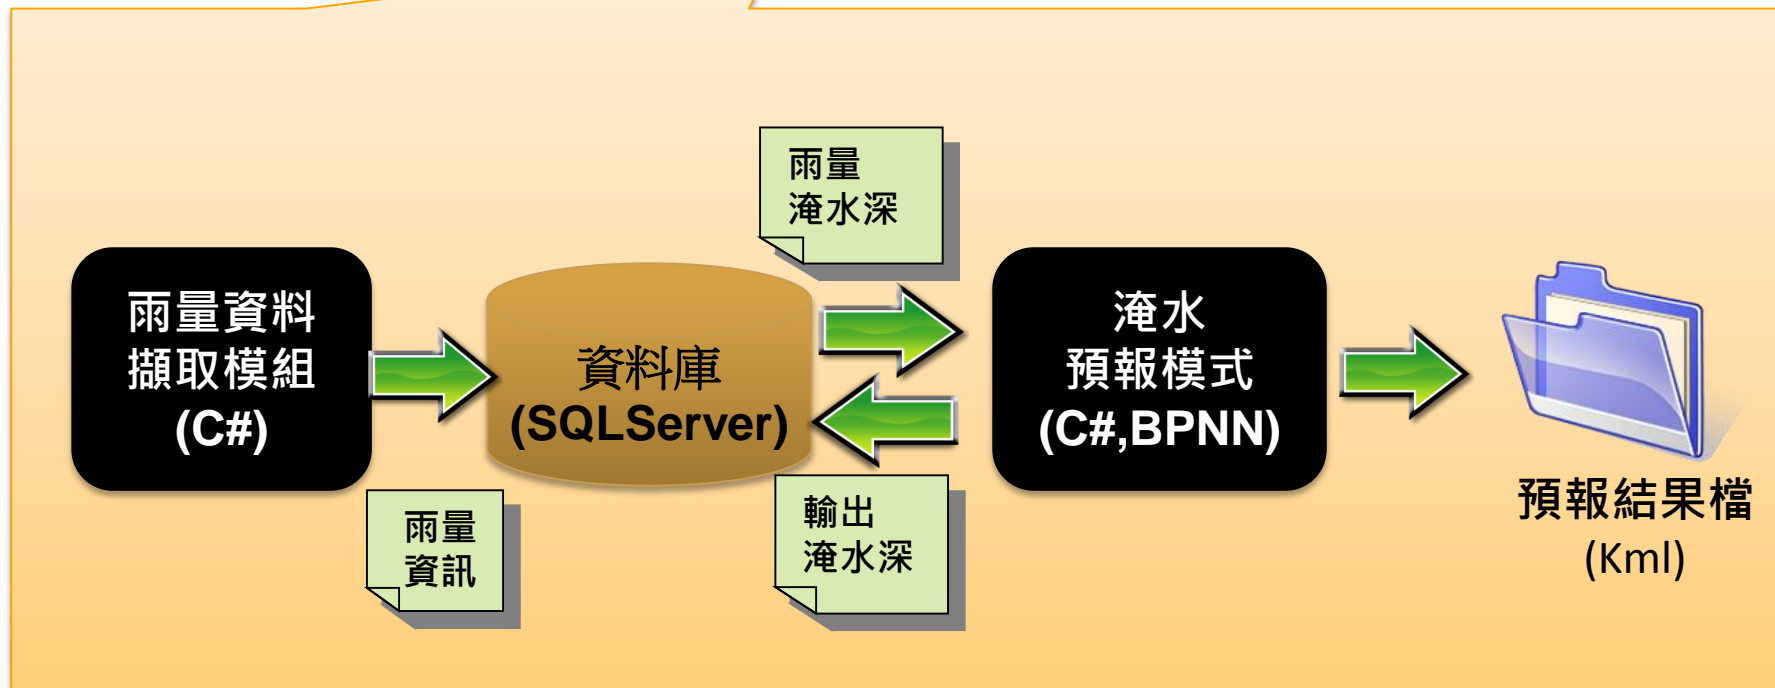 雨量
淹水深
雨量資料
擷取模組
(C#)
資料庫
(SQLServer)
淹水
預報模式
(C#,BPNN)
雨量
資訊
輸出
淹水深
預報結果檔
(Kml)